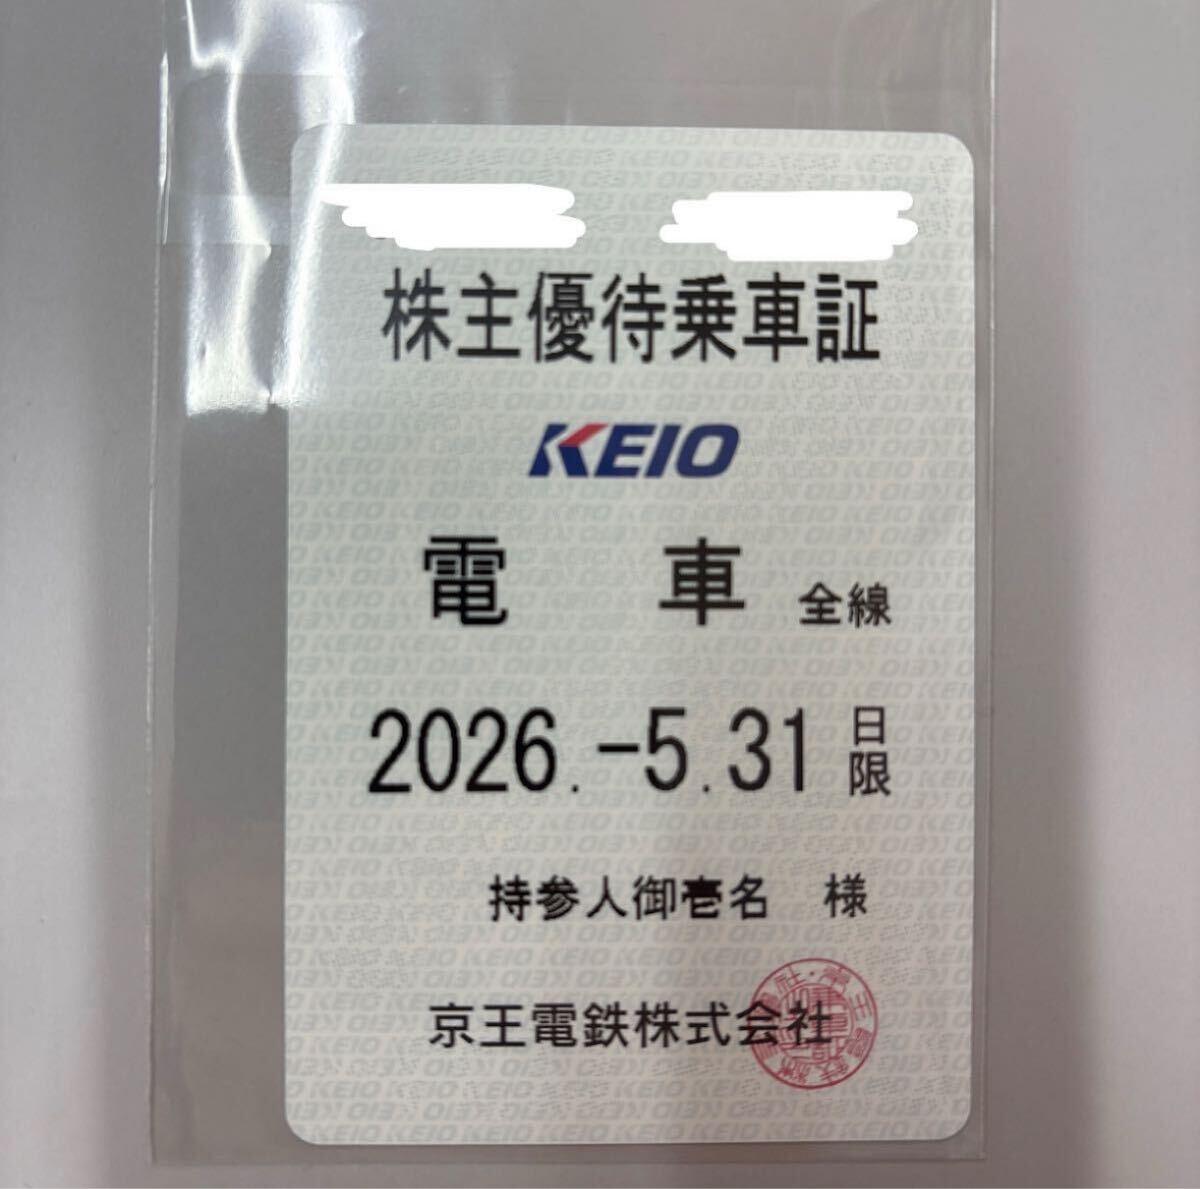 株主優待乗車証
KEIO
電車 全線
2026.-5.31 日限
持参人御壱名 様
京王電鉄株式会社